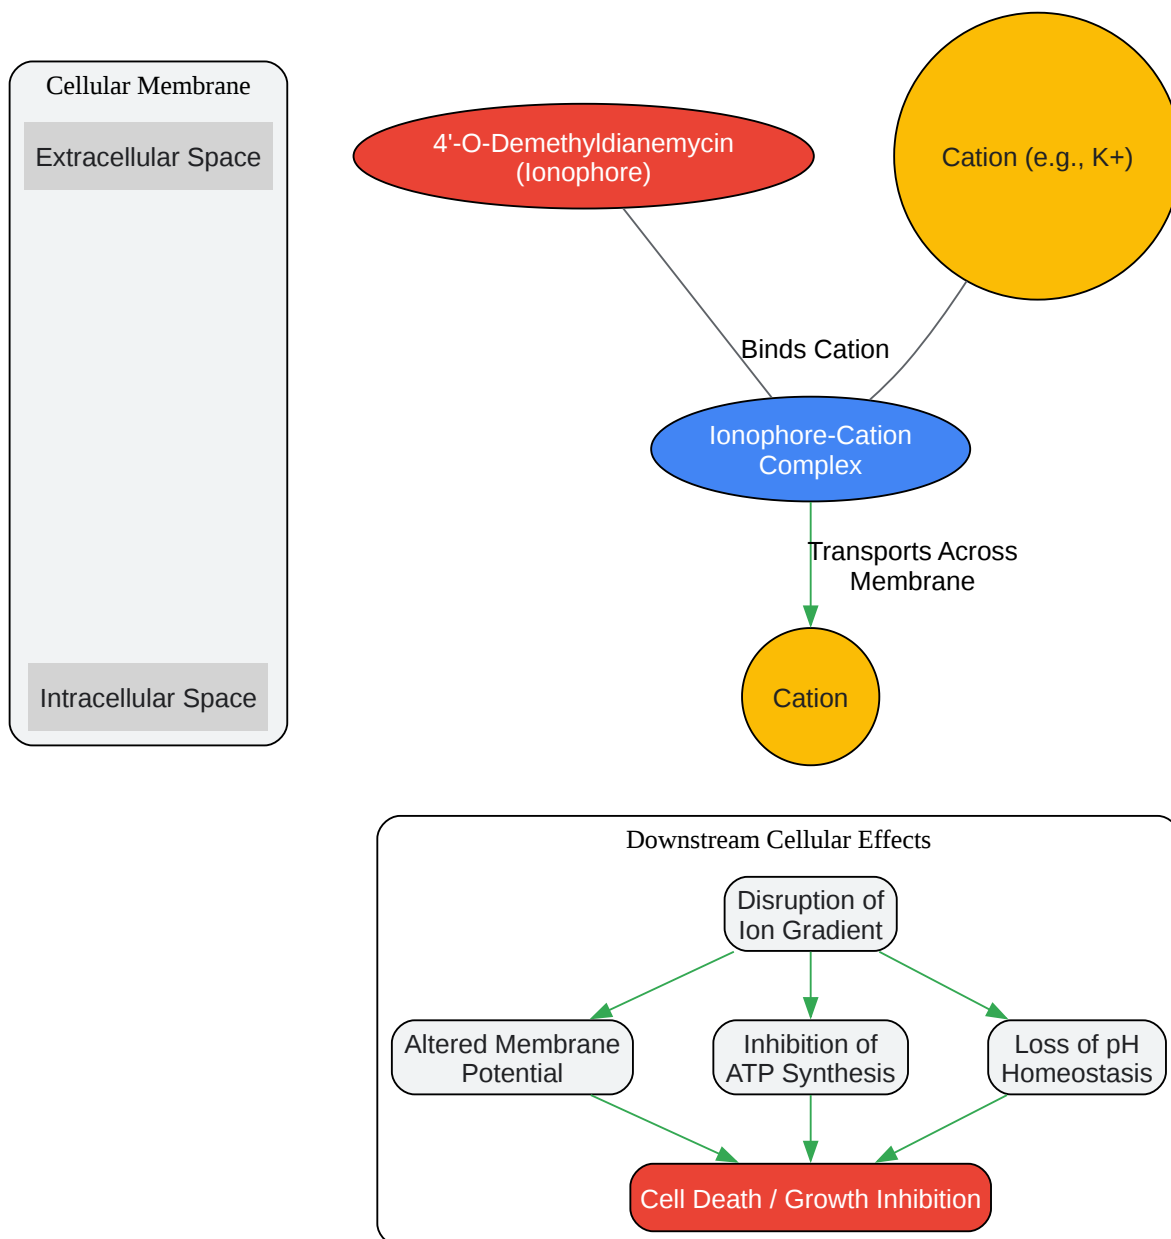 Cellular Membrane
Extracellular Space
4'-O-Demethyldianemycin
(Ionophore)
Cation (e.g., K+)
Binds Cation
Ionophore-Cation
Complex
Transports Across
Membrane
Intracellular Space
Cation
Downstream Cellular Effects
Disruption of
Ion Gradient
Altered Membrane
Potential
Inhibition of
ATP Synthesis
Loss of pH
Homeostasis
Cell Death / Growth Inhibition